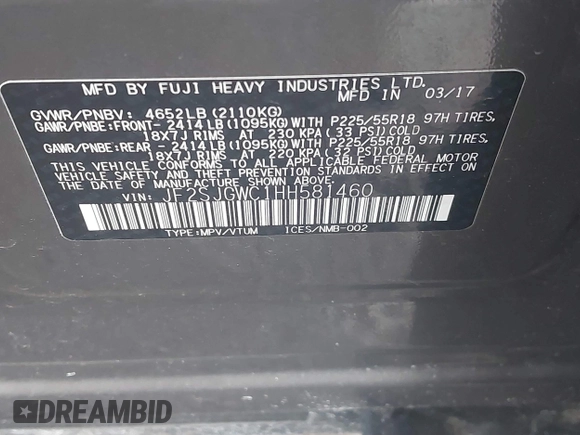 MFD BY FUJI HEAVY INDUSTRIES LTD.
MFD IN 03/17
GVWR/PNBV: 4652LB (2110KG)
GAWR/PNBE:FRONT- 2414LB (1095KG) WITH P225/55R18 97H TIRES,
18X7J RIMS AT 230 KPA (33 PSI) COLD
GAWR/PNBE:REAR - 2414LB (1095KG) WITH P225/55R18 97H TIRES,
18X7J RIMS AT 220 KPA (32 PSI) COLD
THIS VEHICLE CONFORMS TO ALL APPLICABLE FEDERAL MOTOR
VEHICLE SAFETY, BUMPER, AND THEFT PREVENTION STANDARDS IN EFFECT ON
THE DATE OF MANUFACTURE SHOWN ABOVE.
VIN: JF2SJGWC1HH581460
TYPE:MPV/VTUM ICES/NMB-002
DREAMBID